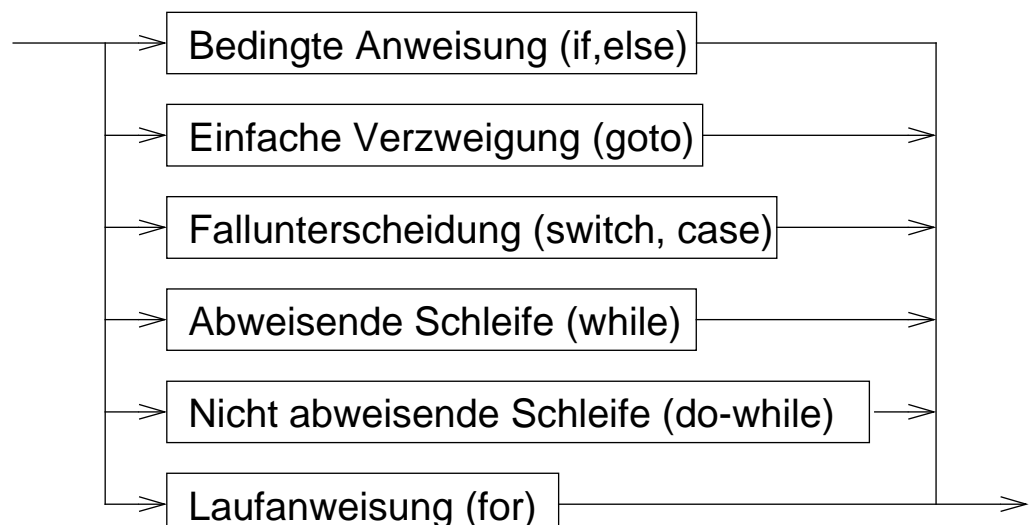 Bedingte Anweisung (if,else)
Einfache Verzweigung (goto)
Fallunterscheidung (switch, case)
Abweisende Schleife (while)
Nicht abweisende Schleife (do-while)
Laufanweisung (for)